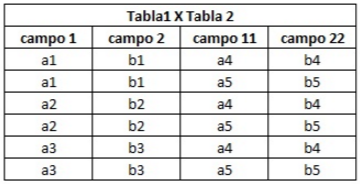 Tabla1 X Tabla 2
campo 1 campo 2 campo 11 campo 22
a1 b1 a4 b4
a1 b1 a5 b5
a2 b2 a4 b4
a2 b2 a5 b5
a3 b3 a4 b4
a3 b3 a5 b5